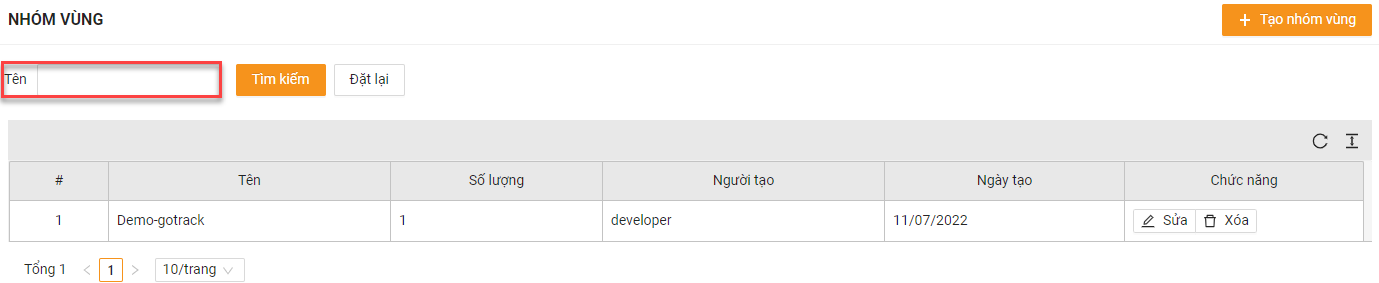 NHÓM VÙNG
+ Tạo nhóm vùng
Tên Tìm kiếm Đặt lại
# Tên Số lượng Người tạo Ngày tạo Chức năng
1 Demo-gotrack 1 developer 11/07/2022 Sửa Xóa
Tổng 1 < 1 > 10/trang